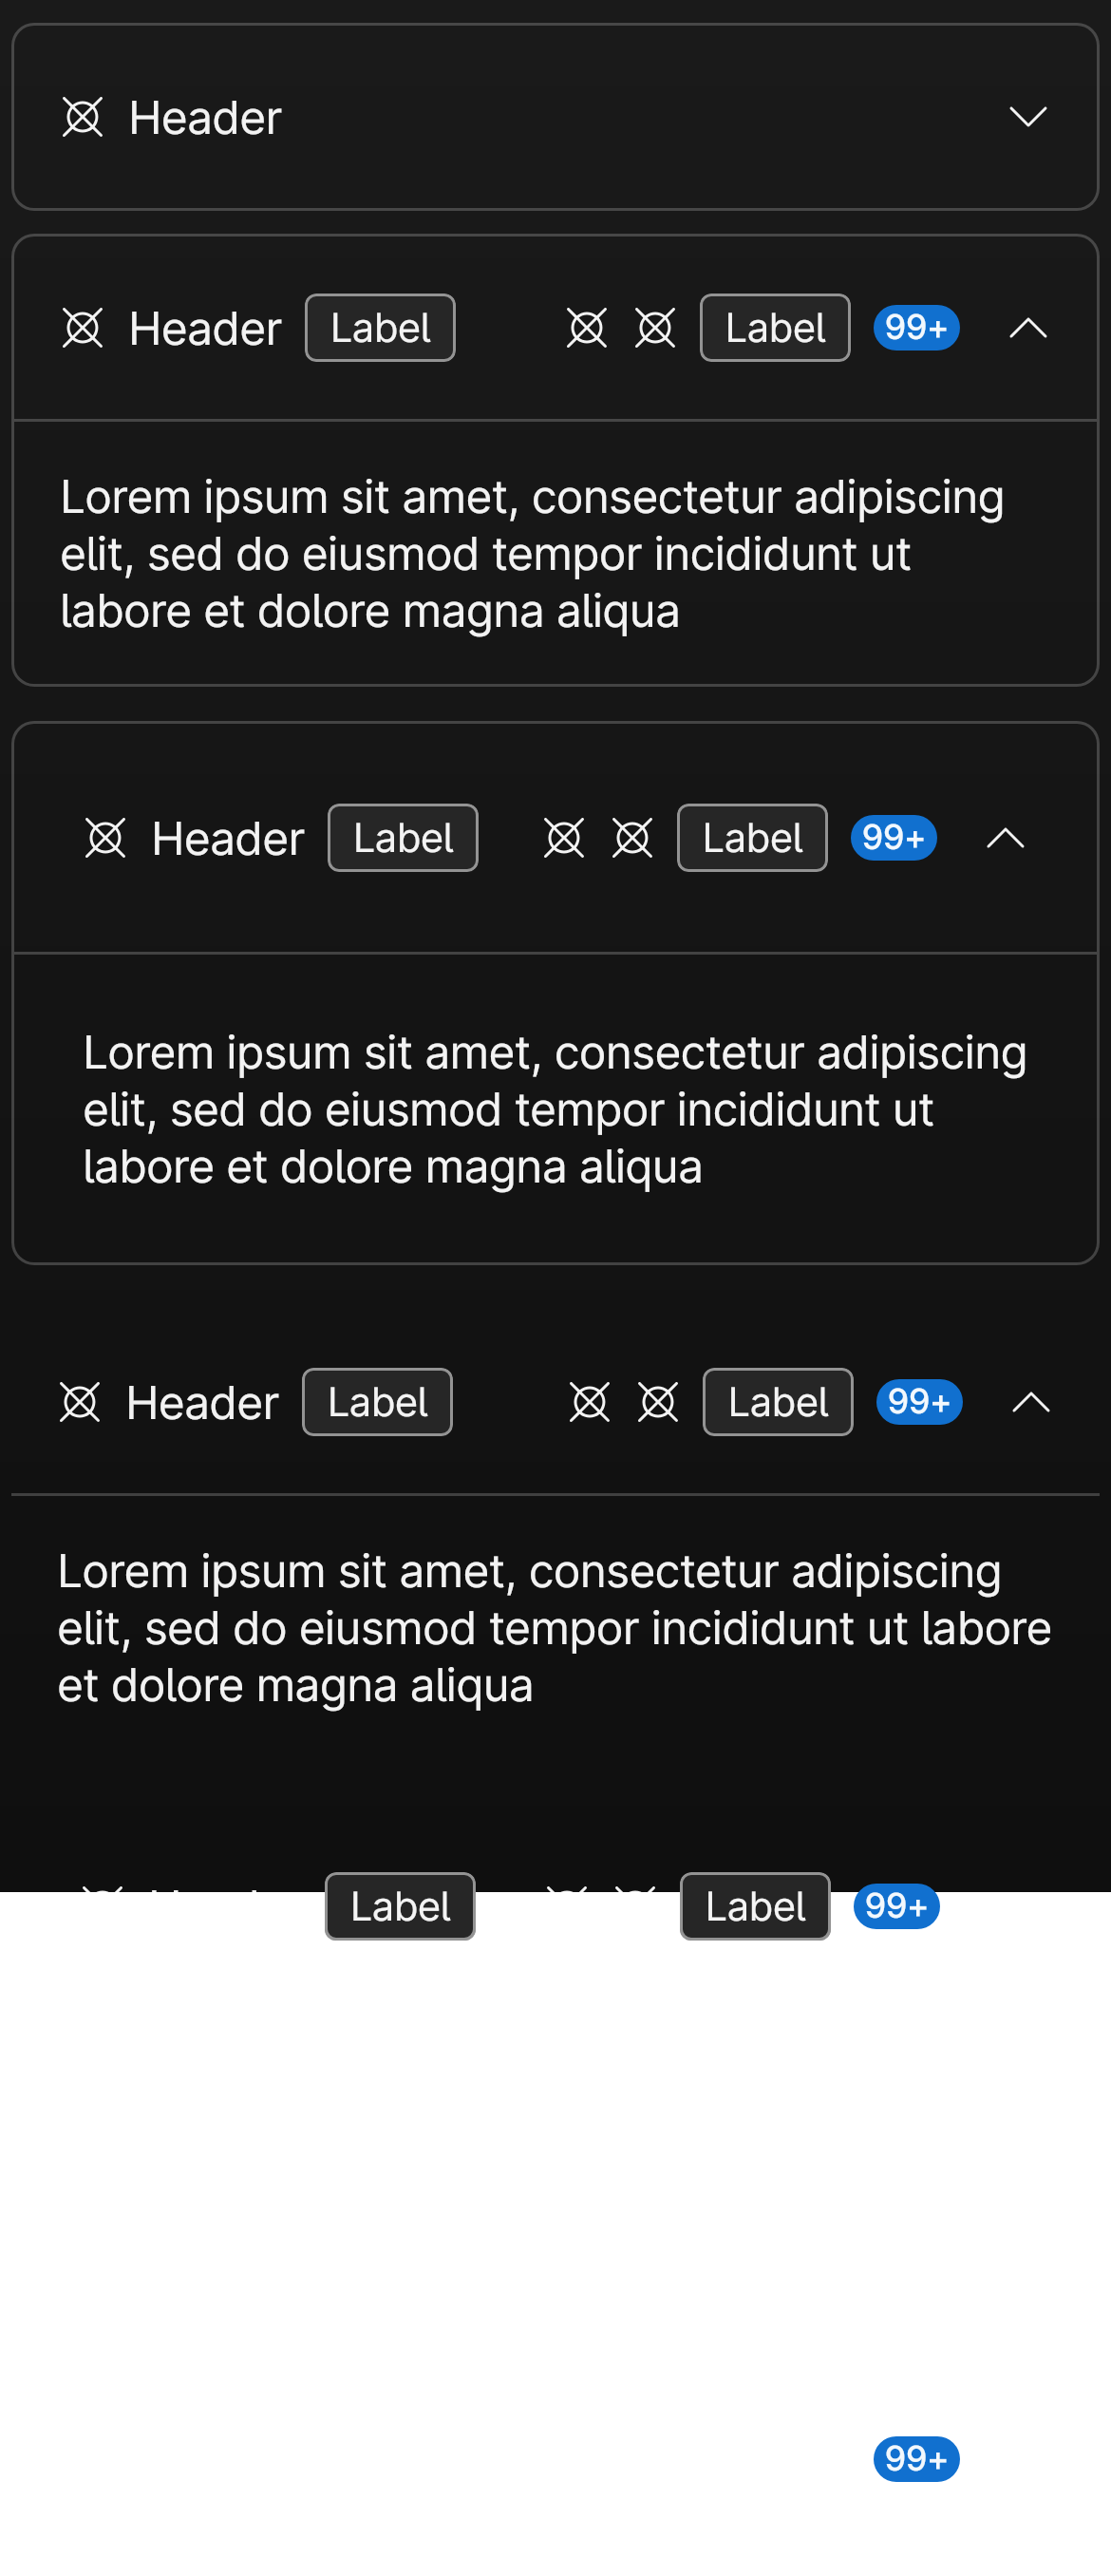 Header
Header Label Label 99+
Lorem ipsum sit amet, consectetur adipiscing
elit, sed do eiusmod tempor incididunt ut
labore et dolore magna aliqua
Header Label Label 99+
Lorem ipsum sit amet, consectetur adipiscing
elit, sed do eiusmod tempor incididunt ut
labore et dolore magna aliqua
Header Label Label 99+
Lorem ipsum sit amet, consectetur adipiscing
elit, sed do eiusmod tempor incididunt ut labore
et dolore magna aliqua
Label Label 99+
99+